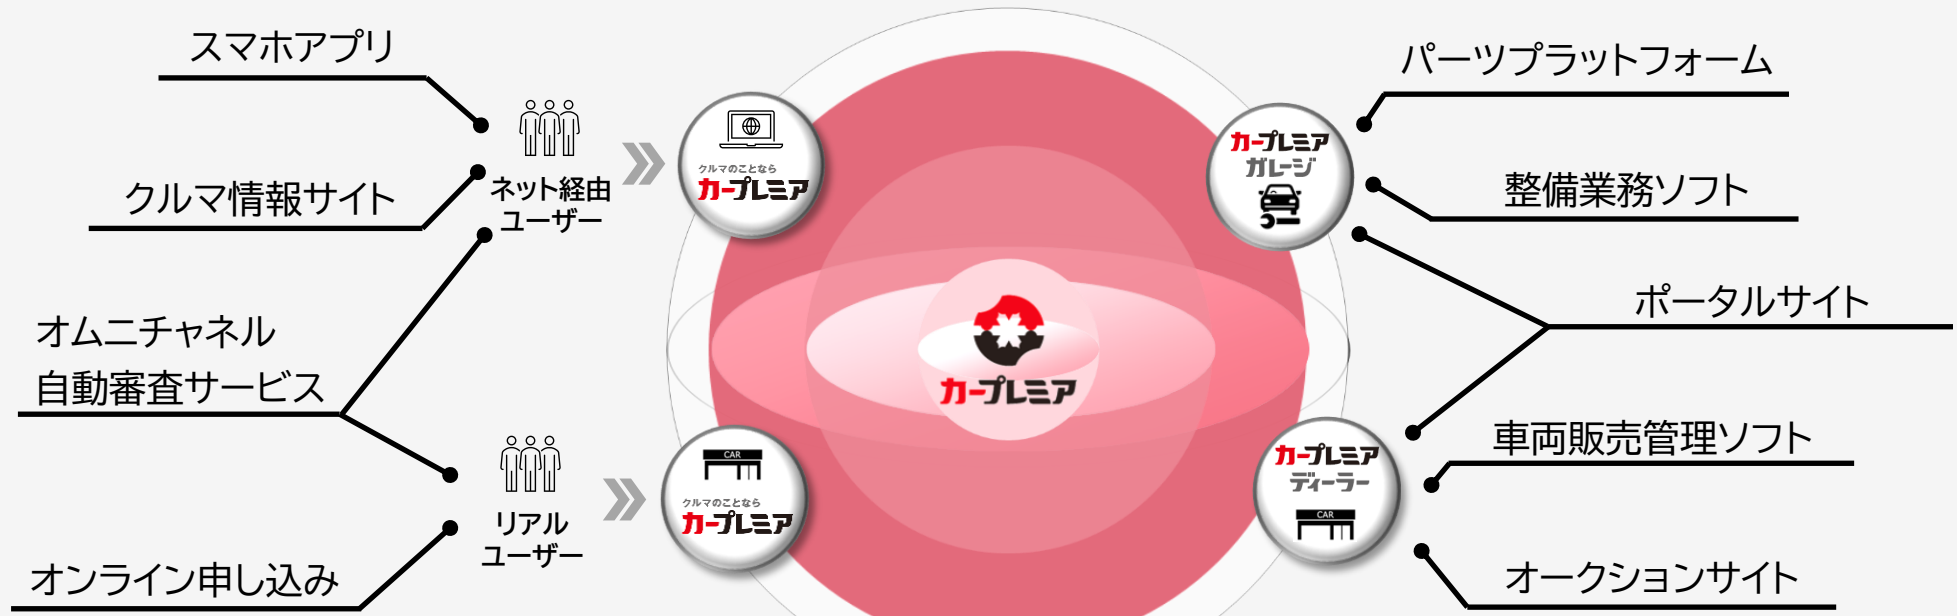 スマホアプリ
クルマ情報サイト
オムニチャネル
自動審査サービス
オンライン申し込み
ネット経由
ユーザー
リアル
ユーザー
クルマのことなら
カープレミア
CAR
クルマのことなら
カープレミア
カープレミア
カープレミア
ガレージ
カープレミア
ディーラー
CAR
パーツプラットフォーム
整備業務ソフト
ポータルサイト
車両販売管理ソフト
オークションサイト